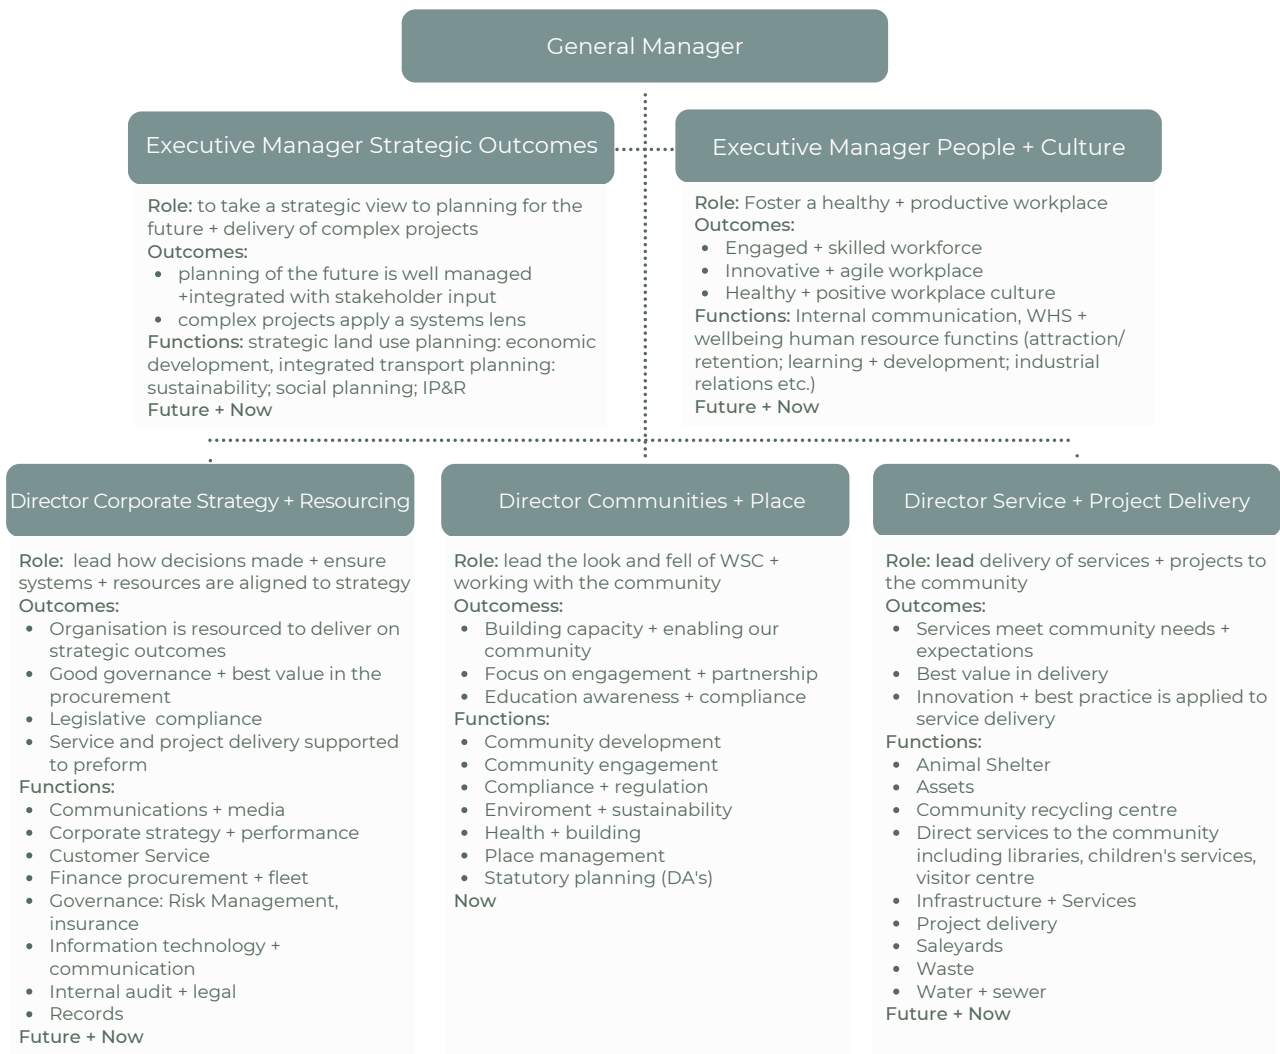 General Manager
Executive Manager Strategic Outcomes
Role: to take a strategic view to planning for the
future + delivery of complex projects
Outcomes:
• planning of the future is well managed
+integrated with stakeholder input
• complex projects apply a systems lens
Functions: strategic land use planning: economic
development, integrated transport planning:
sustainability; social planning; IP&R
Future + Now
Executive Manager People + Culture
Role: Foster a healthy + productive workplace
Outcomes:
• Engaged + skilled workforce
• Innovative + agile workplace
• Healthy + positive workplace culture
Functions: Internal communication, WHS +
wellbeing human resource functins (attraction/
retention; learning + development; industrial
relations etc.)
Future + Now
Director Corporate Strategy + Resourcing
Role: lead how decisions made + ensure
systems + resources are aligned to strategy
Outcomes:
• Organisation is resourced to deliver on
strategic outcomes
• Good governance + best value in the
procurement
• Legislative compliance
• Service and project delivery supported
to preform
Functions:
• Communications + media
• Corporate strategy + performance
• Customer Service
• Finance procurement + fleet
• Governance: Risk Management,
insurance
• Information technology +
communication
• Internal audit + legal
• Records
Future + Now
Director Communities + Place
Role: lead the look and fell of WSC +
working with the community
Outcomess:
• Building capacity + enabling our
community
• Focus on engagement + partnership
• Education awareness + compliance
Functions:
• Community development
• Community engagement
• Compliance + regulation
• Enviroment + sustainability
• Health + building
• Place management
• Statutory planning (DA's)
Now
Director Service + Project Delivery
Role: lead delivery of services + projects to
the community
Outcomes:
• Services meet community needs +
expectations
• Best value in delivery
• Innovation + best practice is applied to
service delivery
Functions:
• Animal Shelter
• Assets
• Community recycling centre
• Direct services to the community
including libraries, children's services,
visitor centre
• Infrastructure + Services
• Project delivery
• Saleyards
• Waste
• Water + sewer
Future + Now